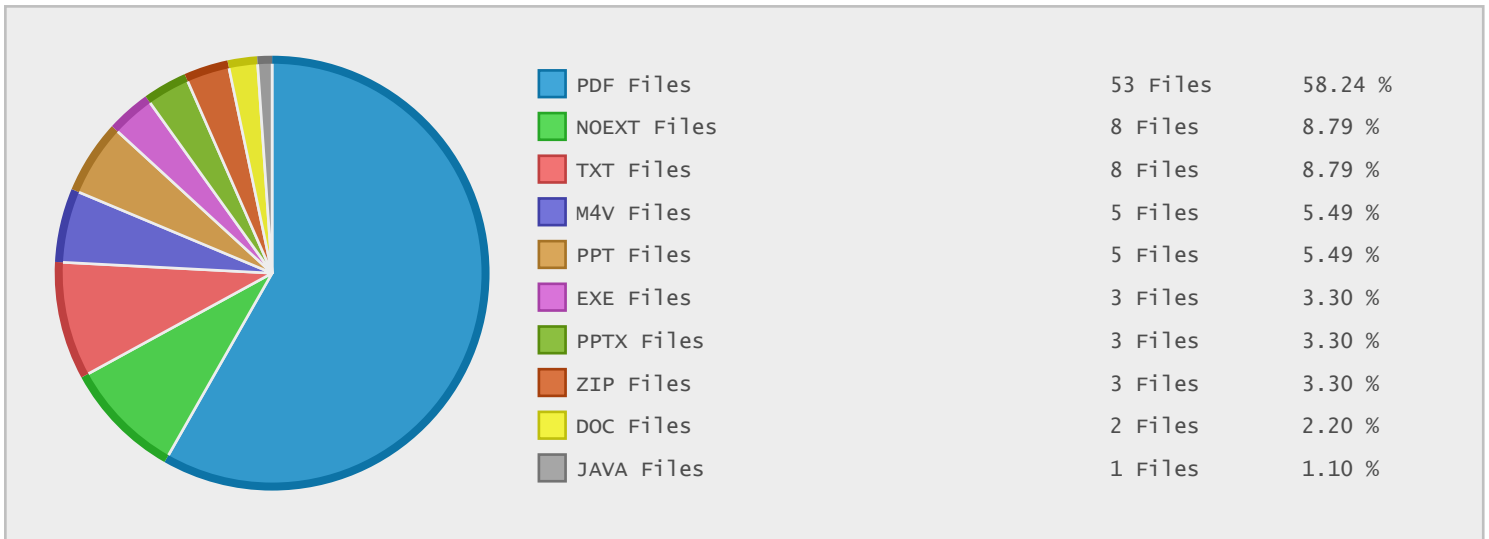 PDF Files 53 Files 58.24 %
NOEXT Files 8 Files 8.79 %
TXT Files 8 Files 8.79 %
M4V Files 5 Files 5.49 %
PPT Files 5 Files 5.49 %
EXE Files 3 Files 3.30 %
PPTX Files 3 Files 3.30 %
ZIP Files 3 Files 3.30 %
DOC Files 2 Files 2.20 %
JAVA Files 1 Files 1.10 %